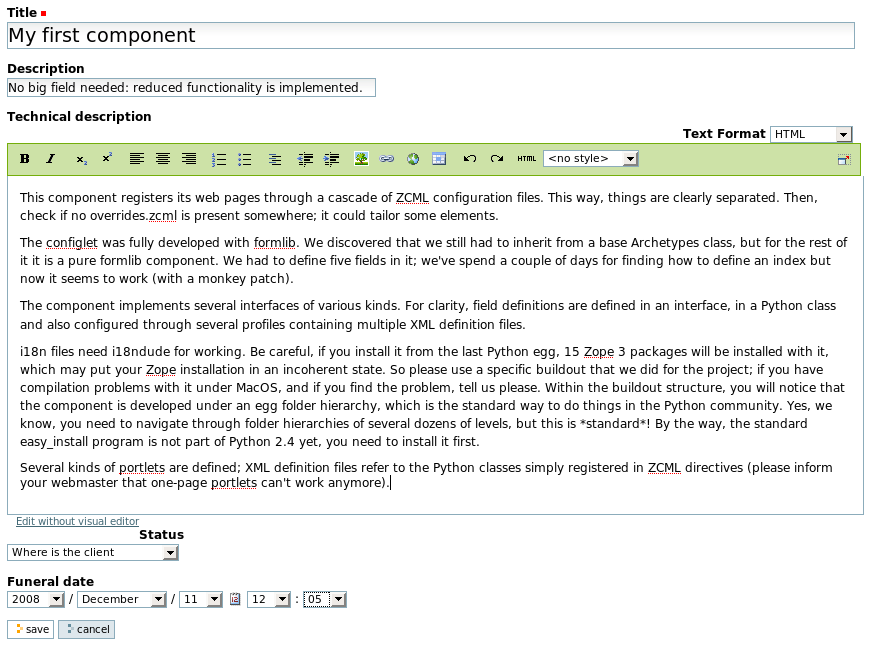 Title
My first component
Description
No big field needed: reduced functionality is implemented.
Technical description
Text Format HTML
B I x₂ x² HTML <no style>
This component registers its web pages through a cascade of ZCML configuration files. This way, things are clearly separated. Then,
check if no overrides.zcml is present somewhere; it could tailor some elements.
The configlet was fully developed with formlib. We discovered that we still had to inherit from a base Archetypes class, but for the rest of
it it is a pure formlib component. We had to define five fields in it; we've spend a couple of days for finding how to define an index but
now it seems to work (with a monkey patch).
The component implements several interfaces of various kinds. For clarity, field definitions are defined in an interface, in a Python class
and also configured through several profiles containing multiple XML definition files.
i18n files need i18ndude for working. Be careful, if you install it from the last Python egg, 15 Zope 3 packages will be installed with it,
which may put your Zope installation in an incoherent state. So please use a specific buildout that we did for the project; if you have
compilation problems with it under MacOS, and if you find the problem, tell us please. Within the buildout structure, you will notice that
the component is developed under an egg folder hierarchy, which is the standard way to do things in the Python community. Yes, we
know, you need to navigate through folder hierarchies of several dozens of levels, but this is *standard*! By the way, the standard
easy_install program is not part of Python 2.4 yet, you need to install it first.
Several kinds of portlets are defined; XML definition files refer to the Python classes simply registered in ZCML directives (please inform
your webmaster that one-page portlets can't work anymore).
Edit without visual editor
Status
Where is the client
Funeral date
2008 / December / 11 12 : 05
save cancel